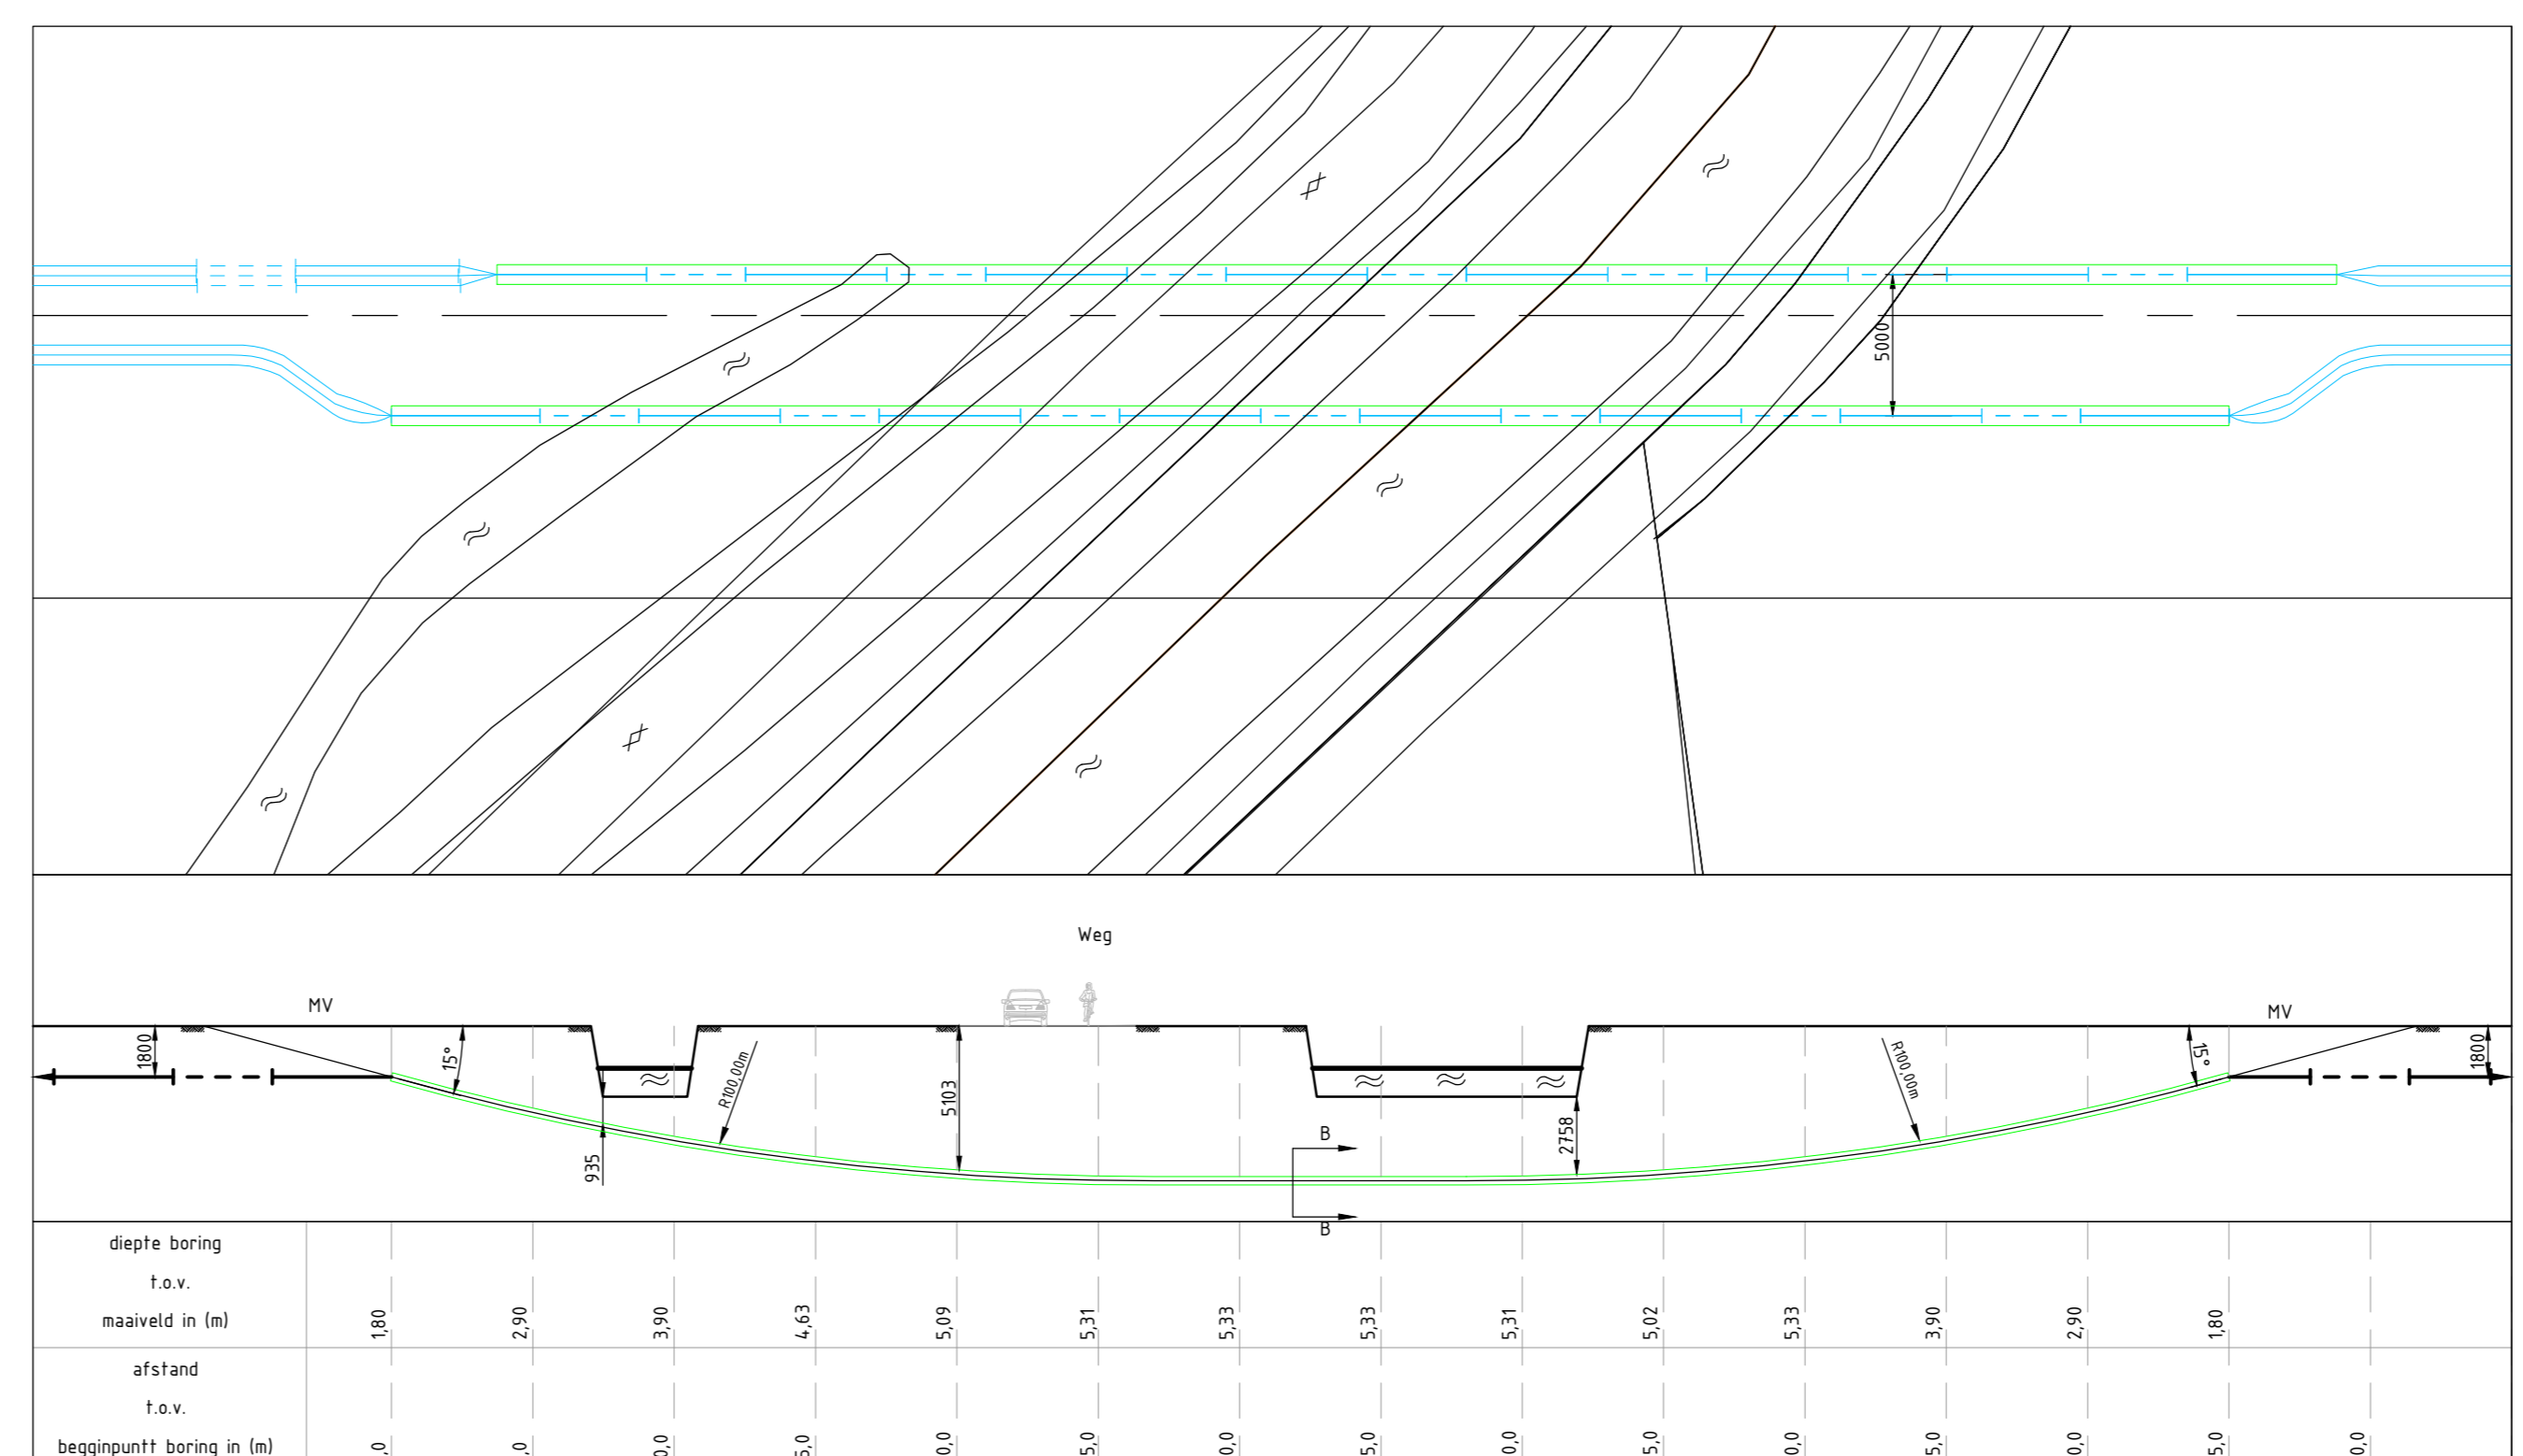 5000
Weg
MV
MV
1800
15°
R100,00m
5103
935
B
B
2758
R100,00m
15°
1800
diepte boring
t.o.v.
maaiveld in (m)
1,80
2,90
3,90
4,63
5,09
5,31
5,33
5,33
5,31
5,02
5,33
3,90
2,90
1,80
afstand
t.o.v.
begginpuntt boring in (m)